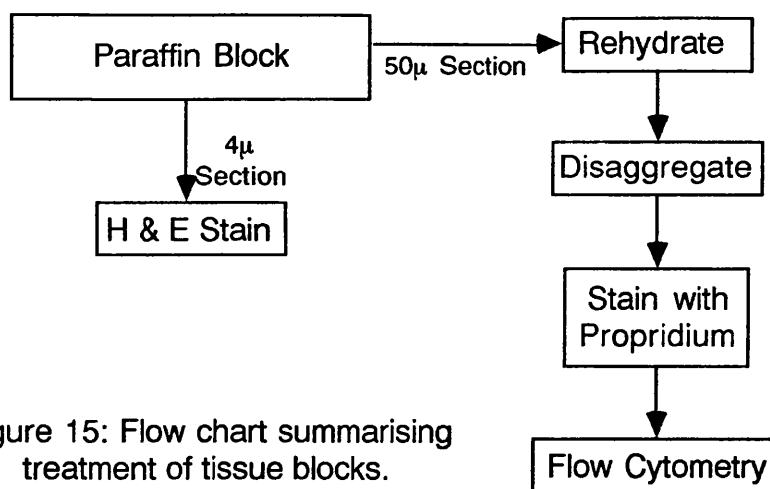 Paraffin Block
50μ Section
Rehydrate
4μ
Section
Disaggregate
H & E Stain
Stain with
Propridium
gure 15: Flow chart summarising
treatment of tissue blocks.
Flow Cytometry